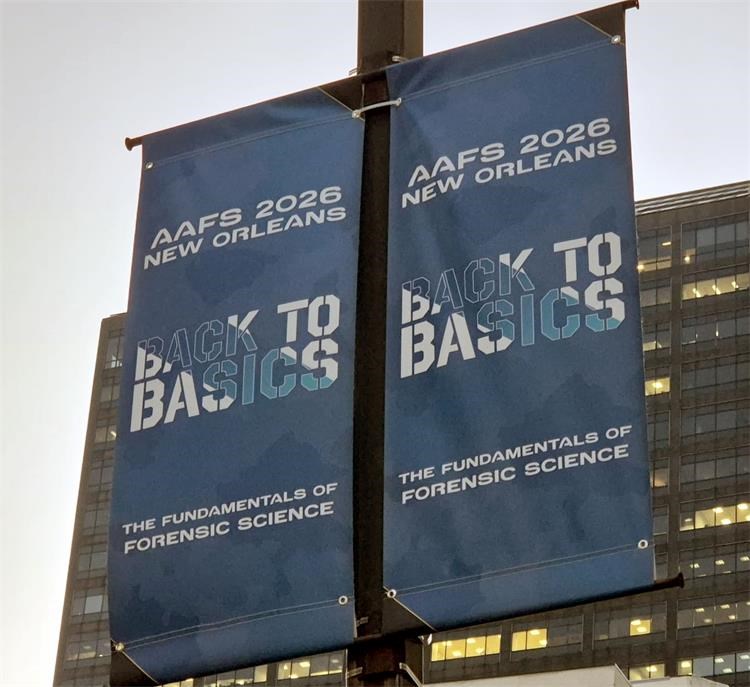 AAFS 2026
NEW ORLEANS
BACK TO
BASICS
THE FUNDAMENTALS OF
FORENSIC SCIENCE
AAFS 2026
NEW ORLEANS
BACK TO
BASICS
THE FUNDAMENTALS OF
FORENSIC SCIENCE